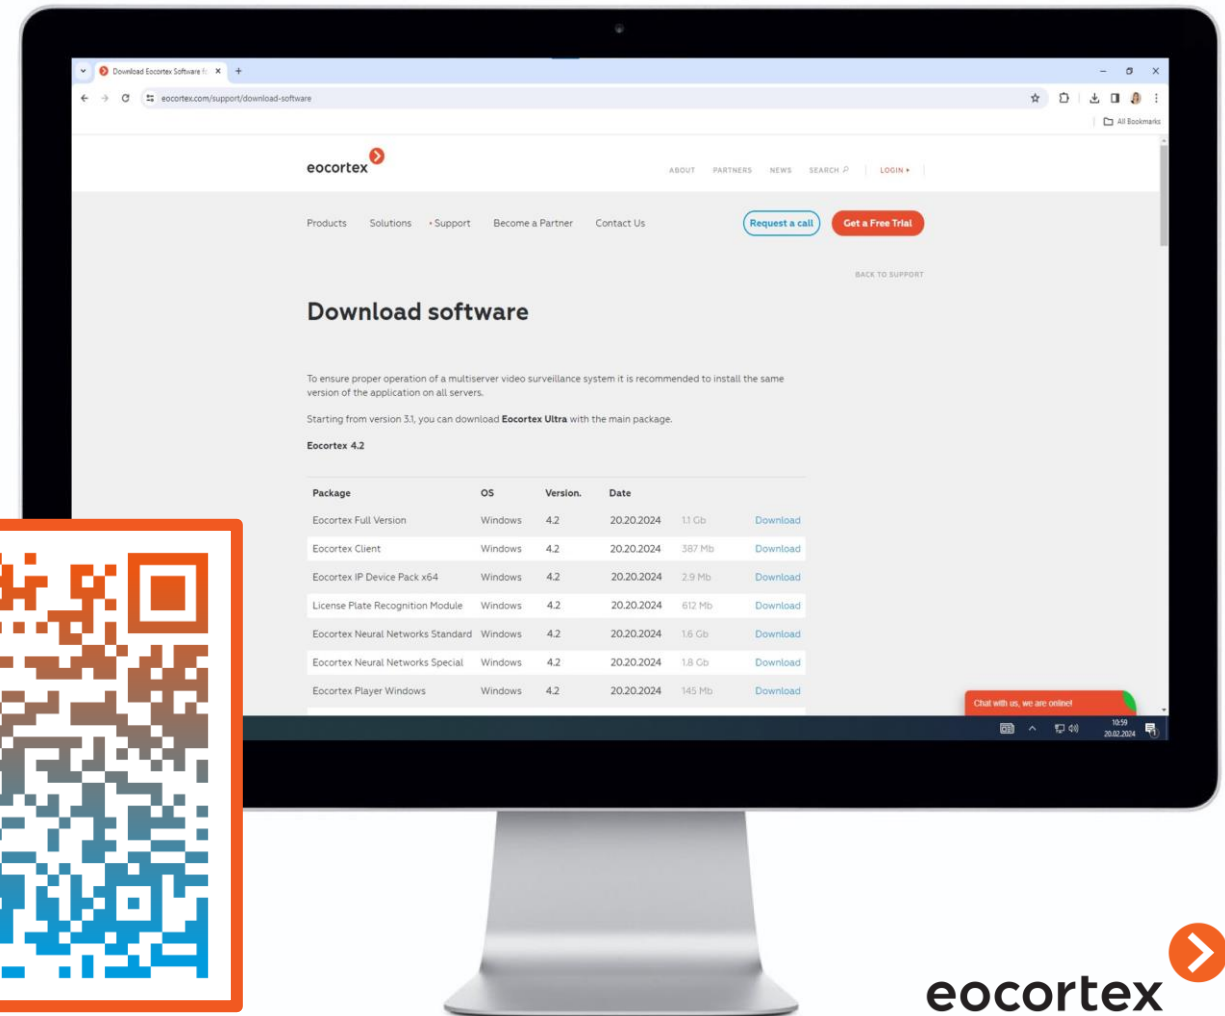 Download Eocortex Software fo
eocortex.com/support/download-software
All Bookmarks
eocortex
ABOUT PARTNERS NEWS SEARCH LOGIN
Products Solutions Support Become a Partner Contact Us Request a call Get a Free Trial
BACK TO SUPPORT
Download software
To ensure proper operation of a multiserver video surveillance system it is recommended to install the same
version of the application on all servers.
Starting from version 3.1, you can download Eocortex Ultra with the main package.
Eocortex 4.2
Package OS Version. Date
Eocortex Full Version Windows 4.2 20.20.2024 1.1 Gb Download
Eocortex Client Windows 4.2 20.20.2024 387 Mb Download
Eocortex IP Device Pack x64 Windows 4.2 20.20.2024 2.9 Mb Download
License Plate Recognition Module Windows 4.2 20.20.2024 612 Mb Download
Eocortex Neural Networks Standard Windows 4.2 20.20.2024 1.6 Gb Download
Eocortex Neural Networks Special Windows 4.2 20.20.2024 1.8 Gb Download
Eocortex Player Windows Windows 4.2 20.20.2024 145 Mb Download
Chat with us, we are online!
10:59
20.02.2024
eocortex